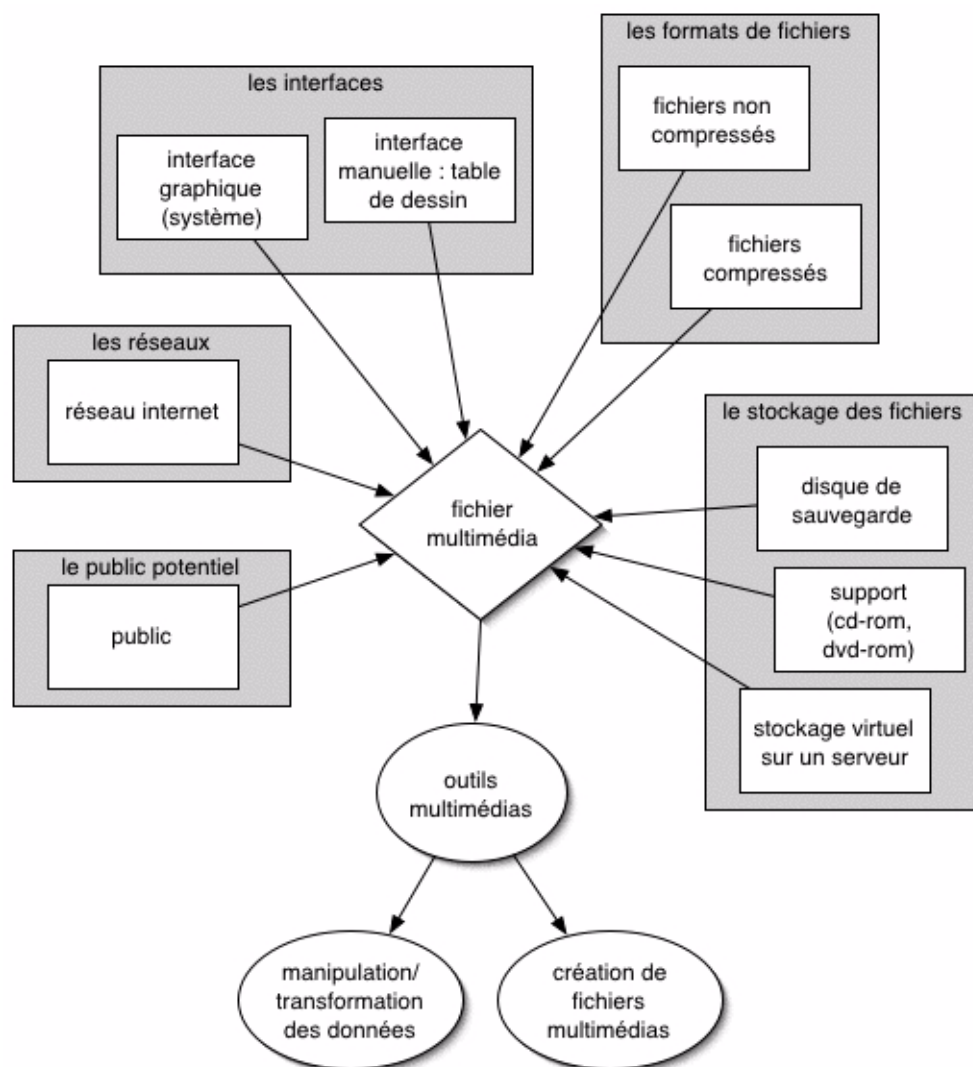 les interfaces
interface
graphique
(système)
interface
manuelle : table
de dessin
les formats de fichiers
fichiers non
compressés
fichiers
compressés
les réseaux
réseau internet
le public potentiel
public
le stockage des fichiers
disque de
sauvegarde
support
(cd-rom,
dvd-rom)
stockage virtuel
sur un serveur
fichier
multimédia
outils
multimédias
manipulation/
transformation
des données
création de
fichiers
multimédias